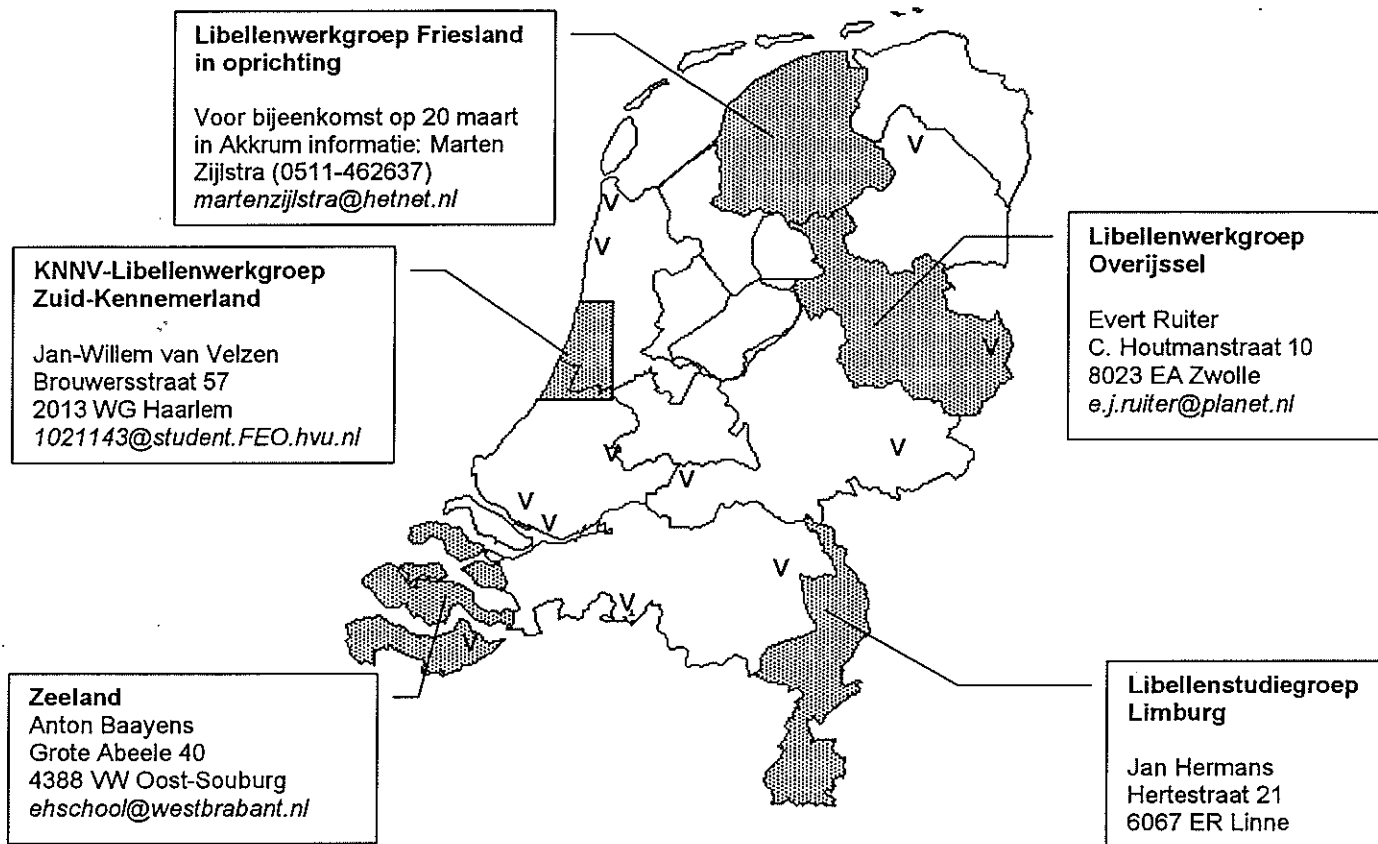 Libellenwerkgroep Friesland
in oprichting
Voor bijeenkomst op 20 maart
in Akkrum informatie: Marten
Zijlstra (0511-462637)
martenzijlstra@hetnet.nl
KNNV-Libellenwerkgroep
Zuid-Kennemerland
Jan-Willem van Velzen
Brouwersstraat 57
2013 WG Haarlem
1021143@student.FEO.hvu.nl
Libellenwerkgroep
Overijssel
Evert Ruiter
C. Houtmanstraat 10
8023 EA Zwolle
e.j.ruiter@planet.nl
Zeeland
Anton Baayens
Grote Abeele 40
4388 VW Oost-Souburg
ehschool@westbrabant.nl
Libellenstudiegroep
Limburg
Jan Hermans
Hertestraat 21
6067 ER Linne
V
V
V
V
V
V
V
V
V
V
V
V